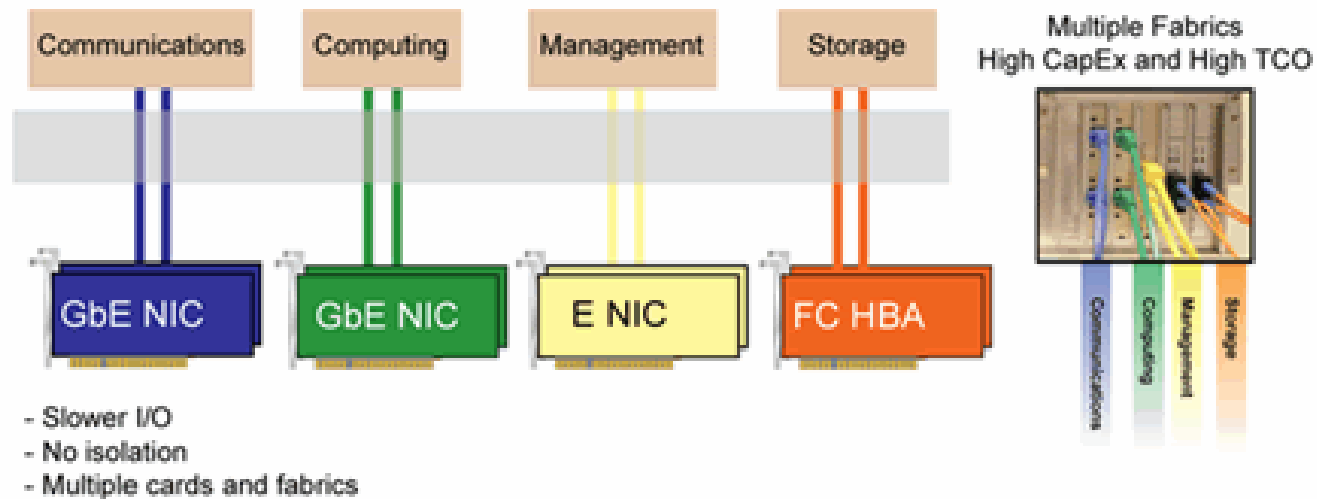 Communications
Computing
Management
Storage
Multiple Fabrics
High CapEx and High TCO
GbE NIC
GbE NIC
E NIC
FC HBA
Communications
Computing
Management
Storage
- Slower I/O
- No isolation
- Multiple cards and fabrics